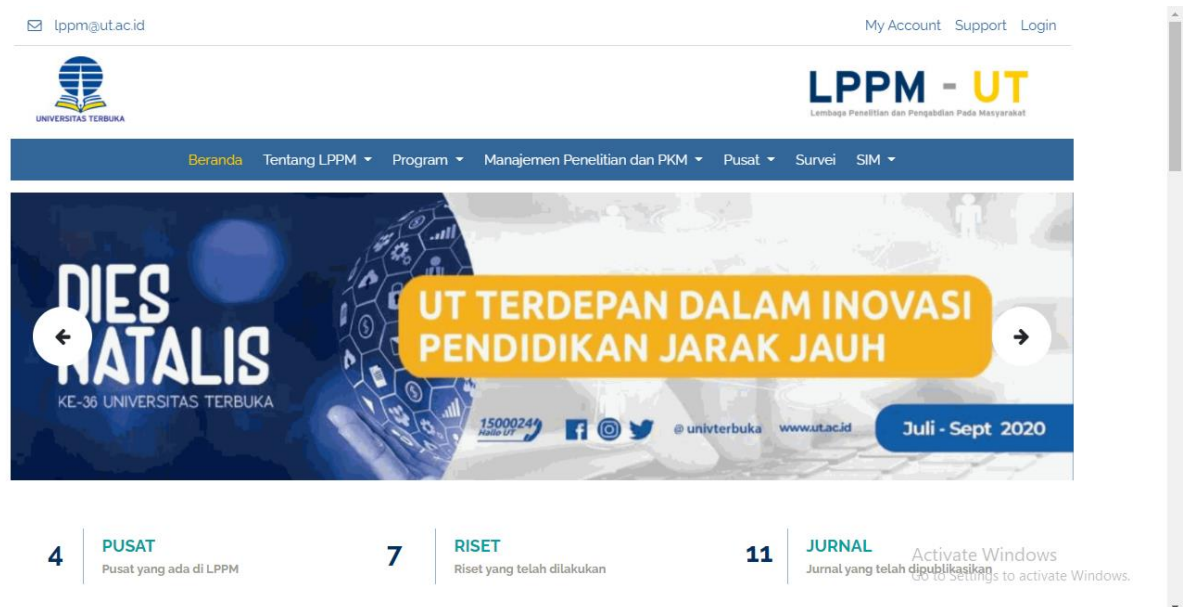 lppm@ut.ac.id
My Account Support Login
UNIVERSITAS TERBUKA
LPPM - UT
Lembaga Penelitian dan Pengabdian Pada Masyarakat
Beranda Tentang LPPM Program Manajemen Penelitian dan PKM Pusat Survei SIM
DIES
NATALIS
KE-36 UNIVERSITAS TERBUKA
UT TERDEPAN DALAM INOVASI
PENDIDIKAN JARAK JAUH
Hallo UT
@ univterbuka www.ut.ac.id
Juli - Sept 2020
4 PUSAT
Pusat yang ada di LPPM
7 RISET
Riset yang telah dilakukan
11 JURNAL
Jurnal yang telah dipublikasikan
Activate Windows
Go to Settings to activate Windows.